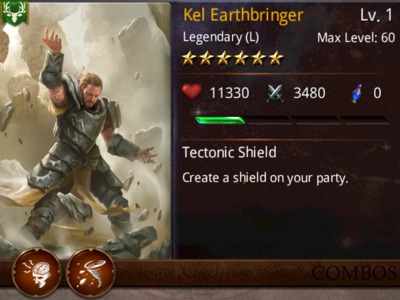 Kel Earthbringer Lv. 1
Legendary (L) Max Level: 60
11330 3480 0
Tectonic Shield
Create a shield on your party.
COMBOS